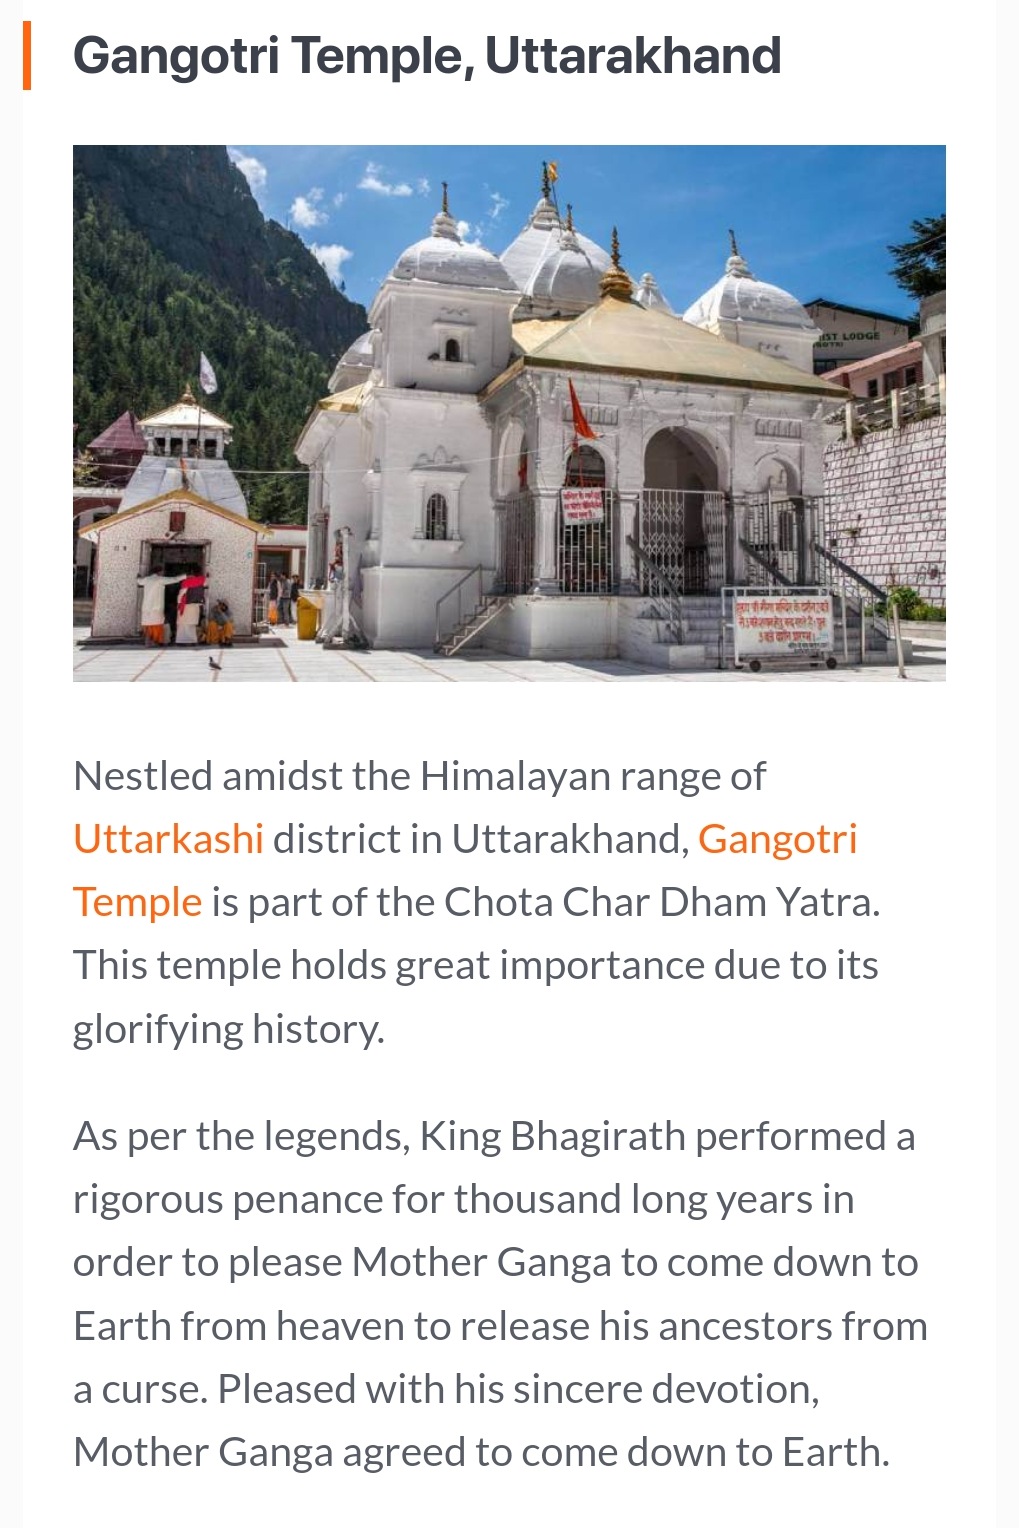 Gangotri Temple, Uttarakhand
IST LODGE
Nestled amidst the Himalayan range of
Uttarkashi district in Uttarakhand, Gangotri
Temple is part of the Chota Char Dham Yatra.
This temple holds great importance due to its
glorifying history.
As per the legends, King Bhagirath performed a
rigorous penance for thousand long years in
order to please Mother Ganga to come down to
Earth from heaven to release his ancestors from
a curse. Pleased with his sincere devotion,
Mother Ganga agreed to come down to Earth.